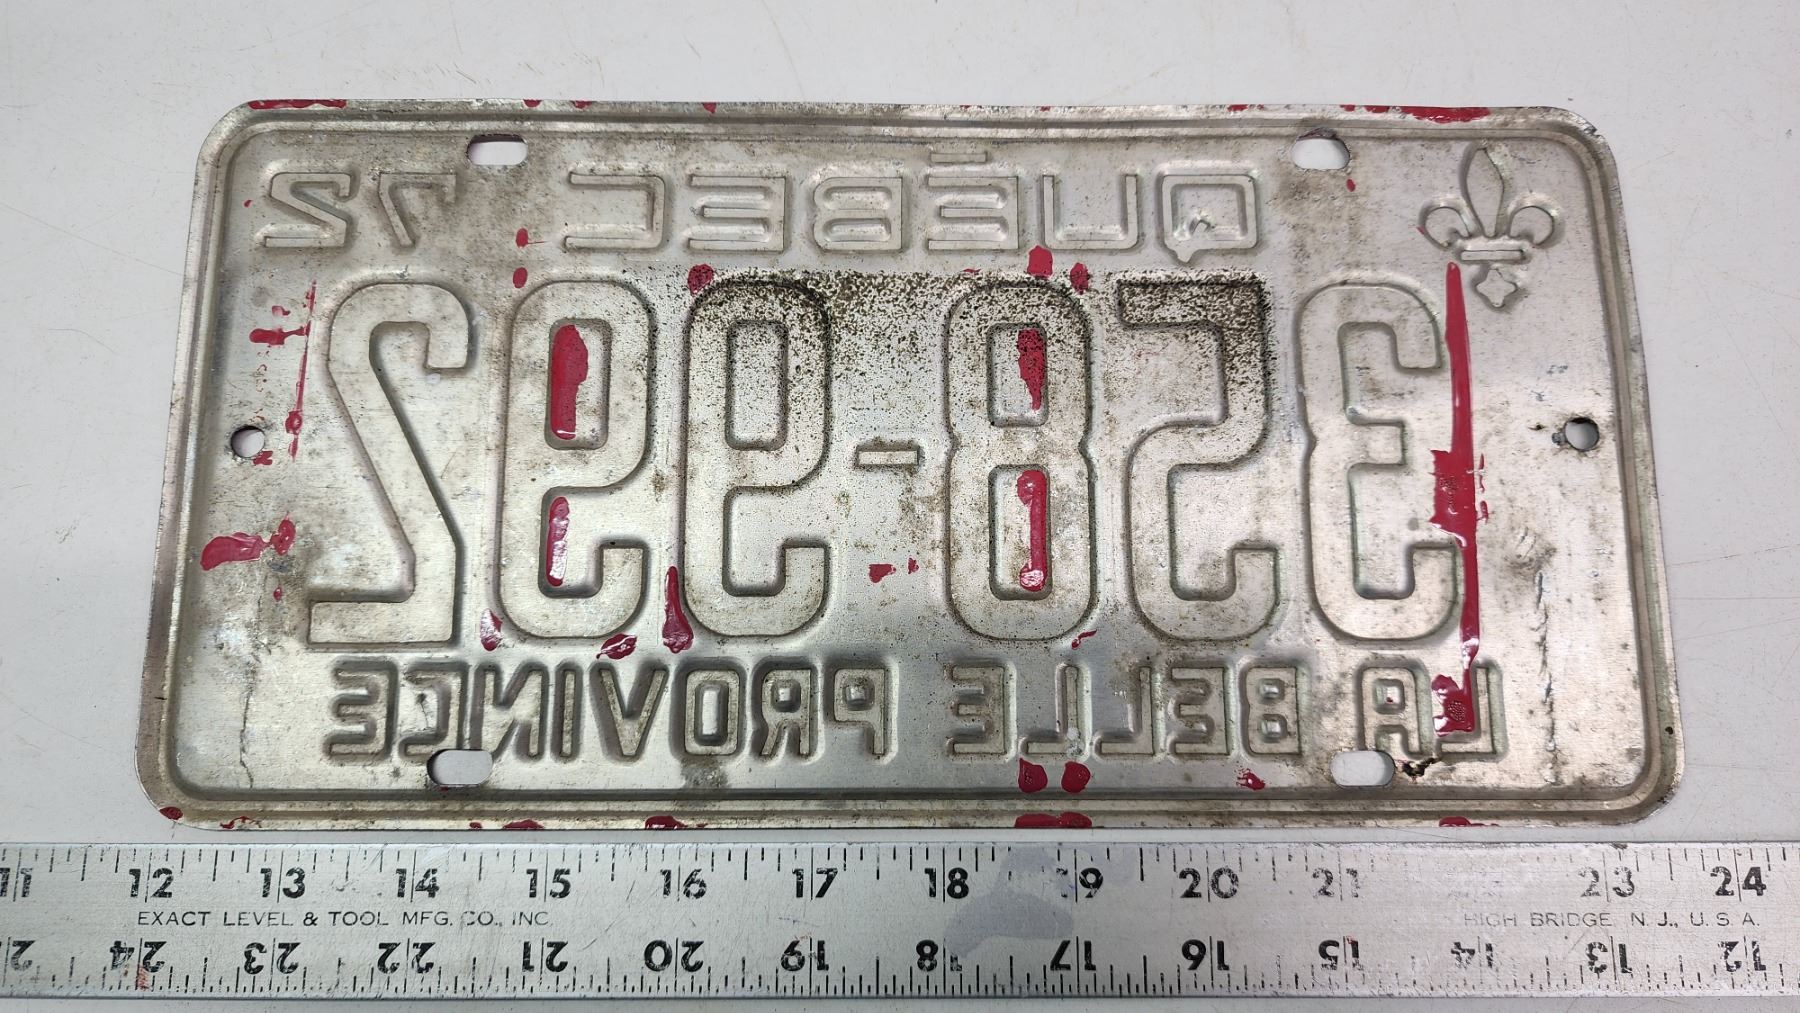 QUÉBEC 72
358-992
LA BELLE PROVINCE
11 12 13 14 15 16 17 18 19 20 21 23 24
EXACT LEVEL & TOOL MFG. CO., INC. HIGH BRIDGE, N.J., U.S.A.
24 23 22 21 20 19 18 17 16 15 14 13 12